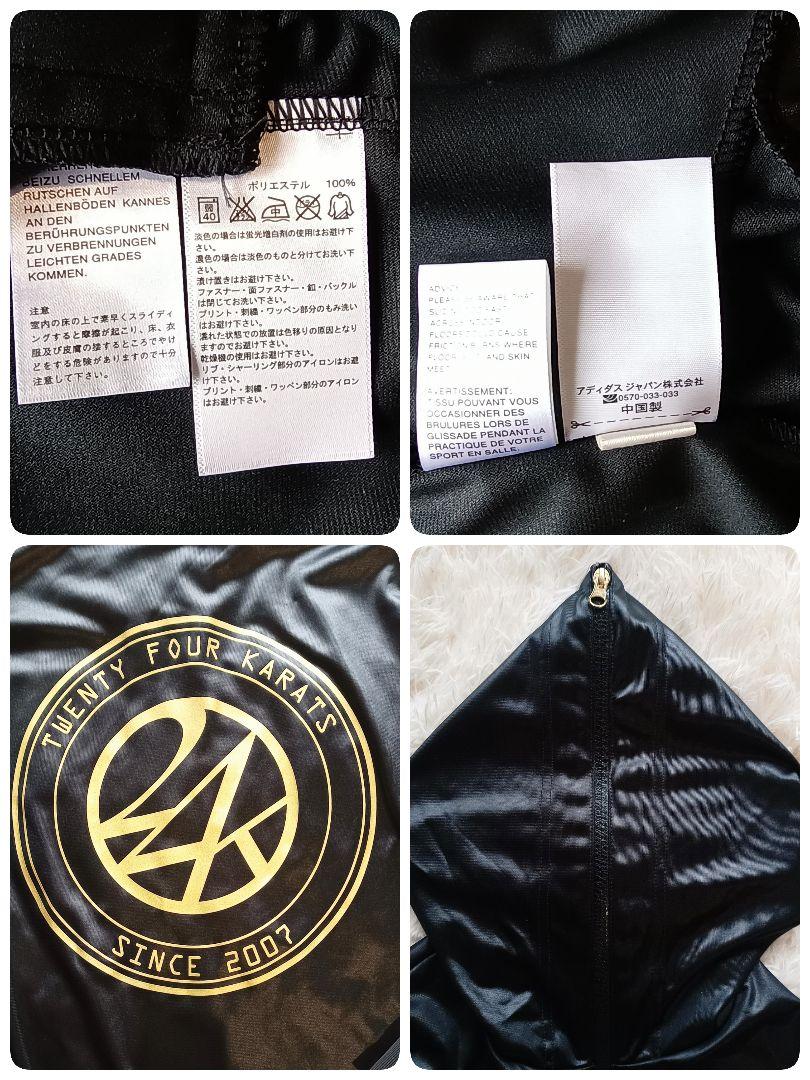 BEIZU SCHNELLEM
RUTSCHEN AUF
HALLENBÖDEN KANNES
AN DEN
BERÜHRUNGSPUNKTEN
ZU VERBRENNUNGEN
LEICHTEN GRADES
KOMMEN.
注意
室内の床の上で素早くスライディ
ングすると摩擦が起こり、床、衣
服及び皮膚の接するところでやけ
どをする危険がありますので十分
注意して下さい。
ポリエステル 100%
弱
40
中
淡色の場合は蛍光増白剤の使用はお避け下
さい。
濃色の場合は淡色のものと分けてお洗い下
さい。
漬け置きはお避け下さい。
ファスナー・面ファスナー・釦・バックル
は閉じてお洗い下さい。
プリント・刺繍・ワッペン部分のもみ洗い
はお避け下さい。
濡れた状態での放置は色移りの原因となり
ますのでお避け下さい。
乾燥機の使用はお避け下さい。
リブ・シャーリング部分のアイロンはお避
け下さい。
プリント・刺繍・ワッペン部分のアイロン
はお避け下さい。
ADVICE
PLEASE BE AWARE THAT
FRICTION BURNS WHERE
AND SKIN
MEET
AVERTISSEMENT:
TISSU POUVANT VOUS
OCCASIONNER DES
BRULURES LORS DE
GLISSADE PENDANT LA
PRACTIQUE DE VOTRE
SPORT EN SALLE.
アディダス ジャパン株式会社
0570-033-033
中国製
TWENTY FOUR KARATS
24KT
SINCE 2007